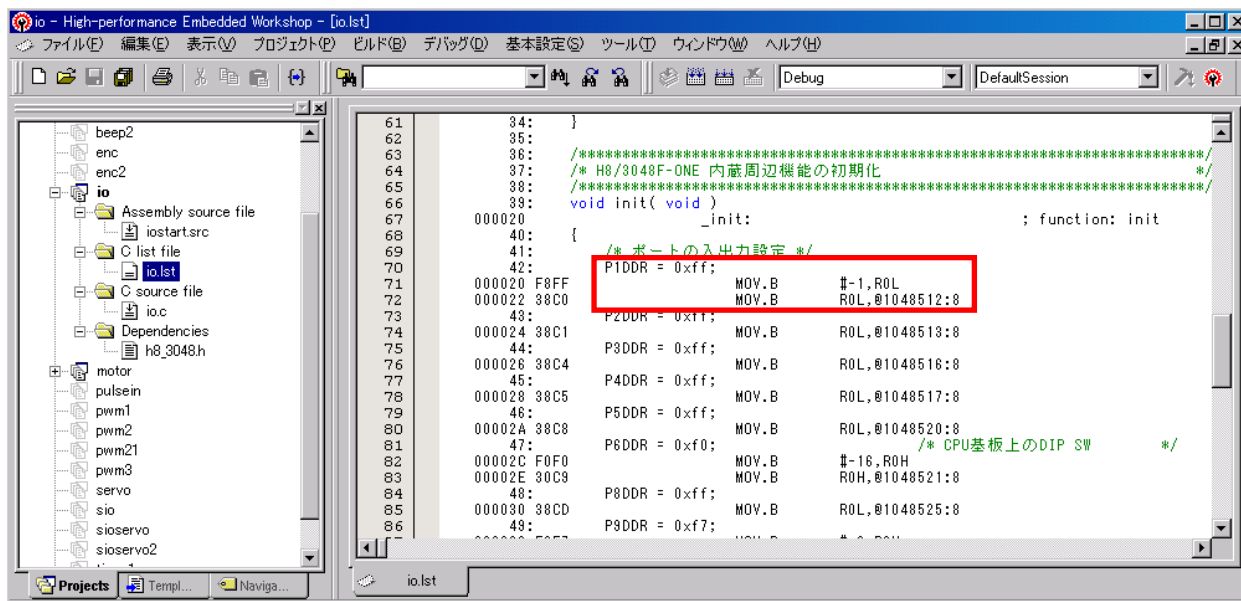 io - High-performance Embedded Workshop - [io.lst]
ファイル(F) 編集(E) 表示(V) プロジェクト(P) ビルド(B) デバッグ(D) 基本設定(S) ツール(T) ウィンドウ(W) ヘルプ(H)
Debug DefaultSession
beep2
enc
enc2
io
Assembly source file
iostart.src
C list file
io.lst
C source file
io.c
Dependencies
h8_3048.h
motor
pulsein
pwm1
pwm2
pwm21
pwm3
servo
sio
sioservo
sioservo2
Projects Templ... Naviga...
61 34: }
62 35:
63 36: /*************************************************************************/
64 37: /* H8/3048F-ONE 内蔵周辺機能の初期化 */
65 38: /*************************************************************************/
66 39: void init( void )
67 000020 _init: ; function: init
68 40: {
69 41: /* ポートの入出力設定 */
70 42: P1DDR = 0xff;
71 000020 F8FF MOV.B #-1,R0L
72 000022 38C0 MOV.B R0L,@1048512:8
73 43: P2DDR = 0xff;
74 000024 38C1 MOV.B R0L,@1048513:8
75 44: P3DDR = 0xff;
76 000026 38C4 MOV.B R0L,@1048516:8
77 45: P4DDR = 0xff;
78 000028 38C5 MOV.B R0L,@1048517:8
79 46: P5DDR = 0xff;
80 00002A 38C8 MOV.B R0L,@1048520:8
81 47: P6DDR = 0xf0; /* CPU基板上のDIP SW */
82 00002C F0F0 MOV.B #-16,R0H
83 00002E 30C9 MOV.B R0H,@1048521:8
84 48: P8DDR = 0xff;
85 000030 38CD MOV.B R0L,@1048525:8
86 49: P9DDR = 0xf7;
io.lst